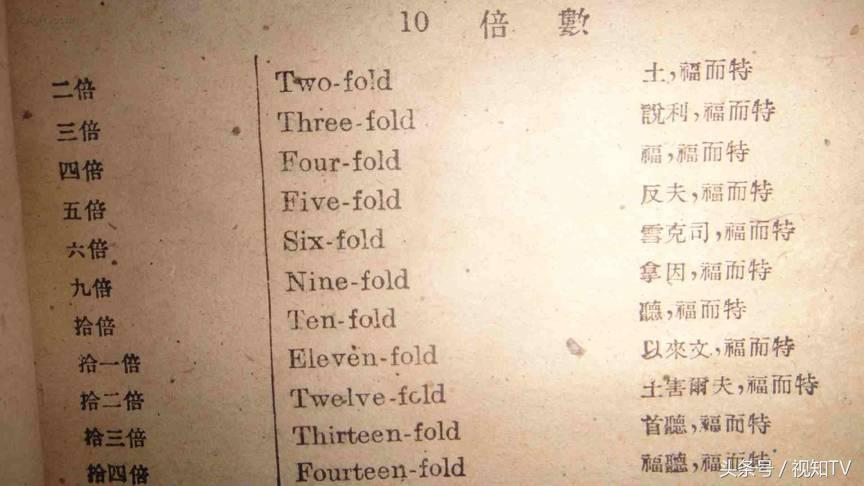 10 倍數
二倍 Two-fold 土,福而特
三倍 Three-fold 說利,福而特
四倍 Four-fold 福,福而特
五倍 Five-fold 反夫,福而特
六倍 Six-fold 雪克司,福而特
九倍 Nine-fold 拿因,福而特
拾倍 Ten-fold 聽,福而特
拾一倍 Eleven-fold 以來文,福而特
拾二倍 Twelve-fold 土害爾夫,福而特
拾三倍 Thirteen-fold 首聽,福而特
拾四倍 Fourteen-fold 福聽,福而特
头条号 / 视知TV